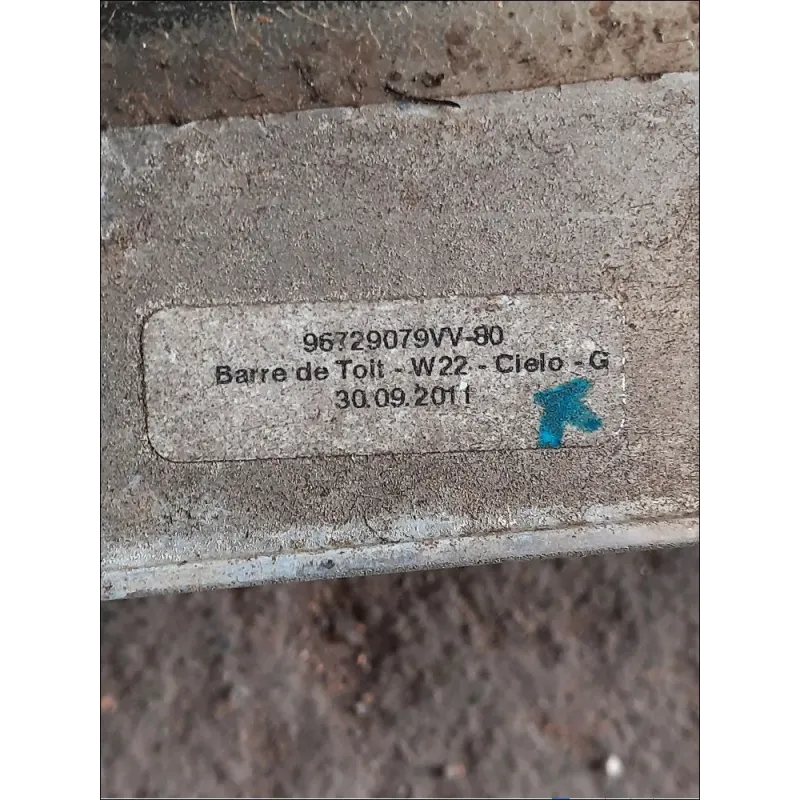 96729079VV-80
Barre de Toit - W22 - Cielo - G
30.09.2011